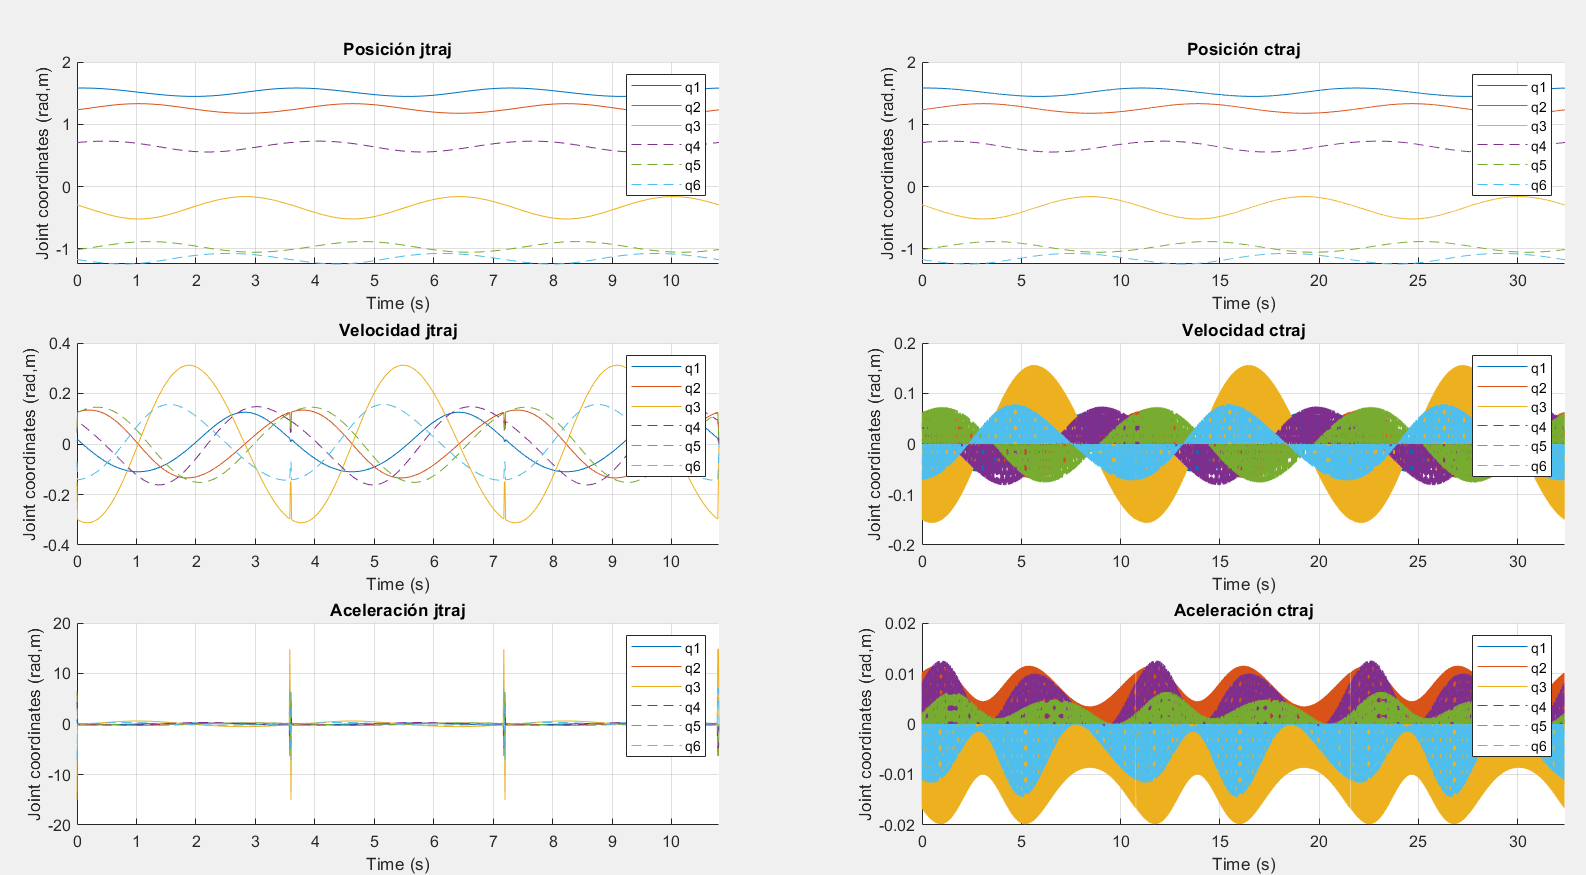 Posición jtraj
Joint coordinates (rad,m)
2
1
0
-1
q1
q2
q3
q4
q5
q6
0 1 2 3 4 5 6 7 8 9 10
Time (s)
Posición ctraj
Joint coordinates (rad,m)
2
1
0
-1
q1
q2
q3
q4
q5
q6
0 5 10 15 20 25 30
Time (s)
Velocidad jtraj
Joint coordinates (rad,m)
0.4
0.2
0
-0.2
-0.4
q1
q2
q3
q4
q5
q6
0 1 2 3 4 5 6 7 8 9 10
Time (s)
Velocidad ctraj
Joint coordinates (rad,m)
0.2
0.1
0
-0.1
-0.2
q1
q2
q3
q4
q5
q6
0 5 10 15 20 25 30
Time (s)
Aceleración jtraj
Joint coordinates (rad,m)
20
10
0
-10
-20
q1
q2
q3
q4
q5
q6
0 1 2 3 4 5 6 7 8 9 10
Time (s)
Aceleración ctraj
Joint coordinates (rad,m)
0.02
0.01
0
-0.01
-0.02
q1
q2
q3
q4
q5
q6
0 5 10 15 20 25 30
Time (s)